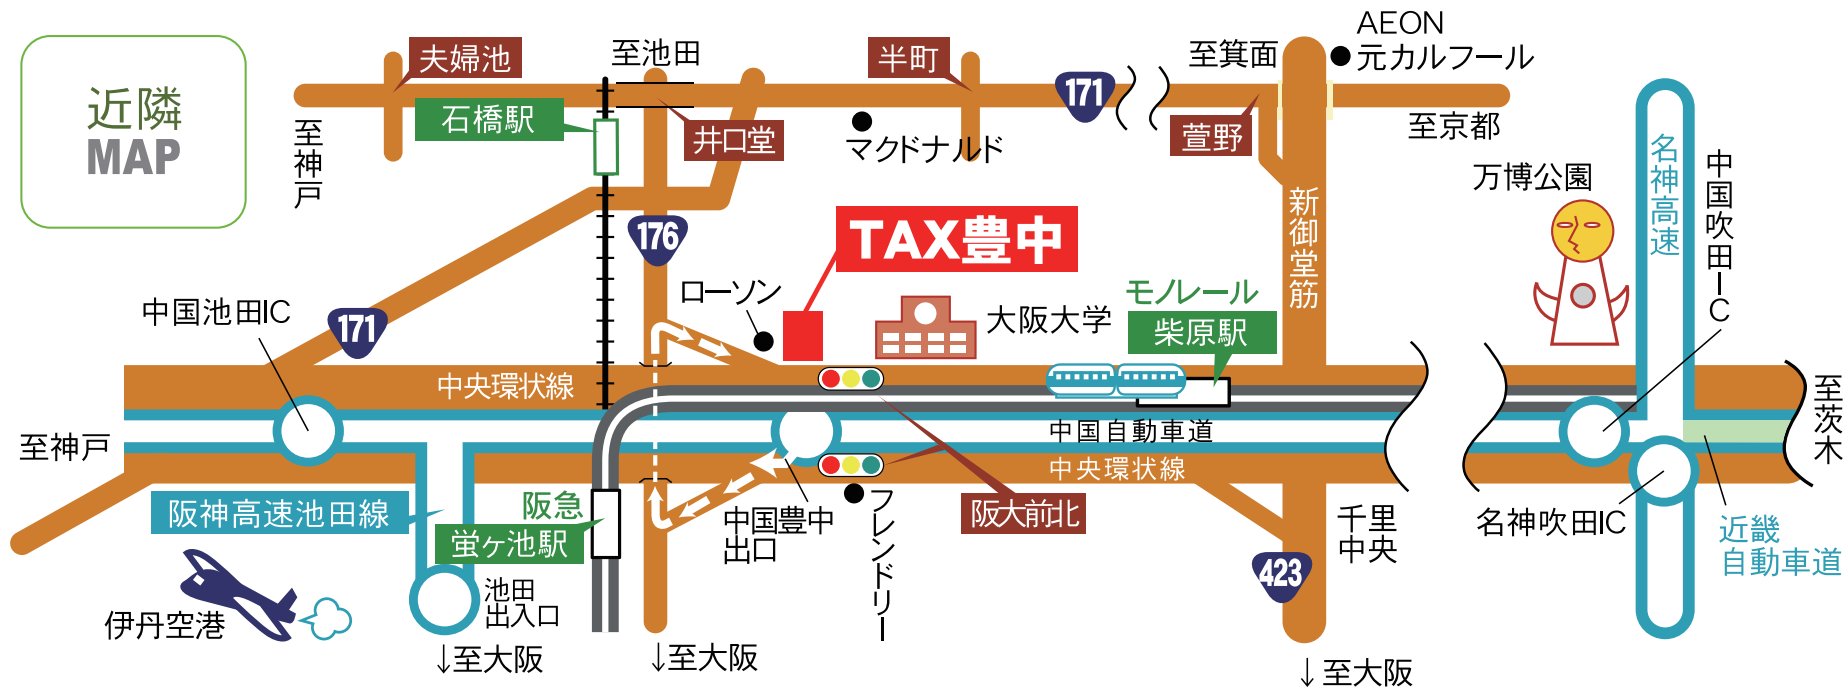 近隣
MAP
夫婦池
至池田
半町
至箕面
AEON
元カルフール
石橋駅
井口堂
171
マクドナルド
萱野
至京都
至神戸
176
TAX豊中
新御堂筋
万博公園
名神高速
中国吹田IC
中国池田IC
171
ローソン
大阪大学
モノレール
柴原駅
中央環状線
至神戸
中国自動車道
中央環状線
至茨木
阪神高速池田線
阪急
蛍ヶ池駅
中国豊中
出口
フレンドリー
阪大前北
千里
中央
名神吹田IC
近畿
自動車道
423
伊丹空港
池田
出入口
↓至大阪
↓至大阪
↓至大阪